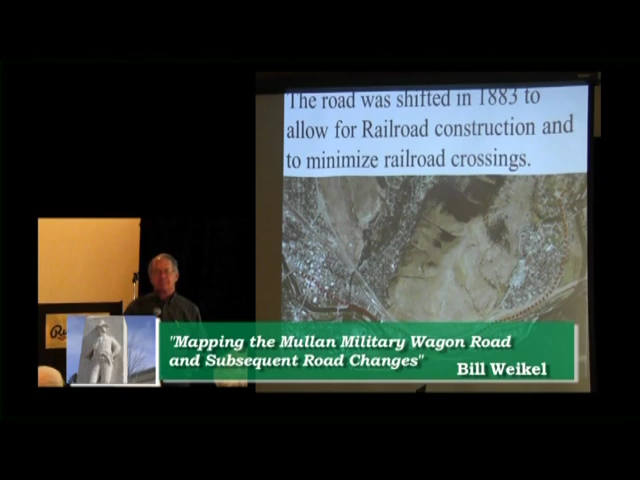 The road was shifted in 1883 to
allow for Railroad construction and
to minimize railroad crossings.
"Mapping the Mullan Military Wagon Road
and Subsequent Road Changes"
Bill Weikel